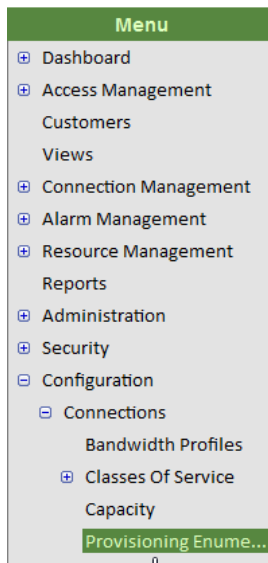 Menu
Dashboard
Access Management
Customers
Views
Connection Management
Alarm Management
Resource Management
Reports
Administration
Security
Configuration
Connections
Bandwidth Profiles
Classes Of Service
Capacity
Provisioning Enume...